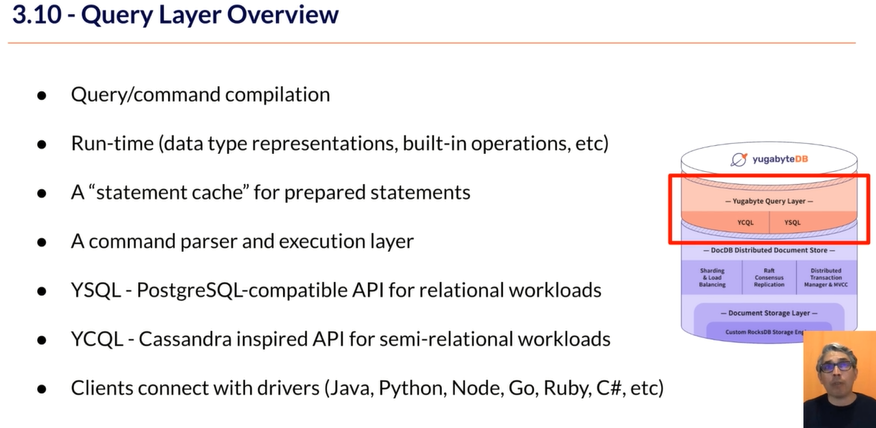 3.10 - Query Layer Overview
● Query/command compilation
● Run-time (data type representations, built-in operations, etc)
● A “statement cache” for prepared statements
● A command parser and execution layer
● YSQL - PostgreSQL-compatible API for relational workloads
● YCQL - Cassandra inspired API for semi-relational workloads
● Clients connect with drivers (Java, Python, Node, Go, Ruby, C#, etc)
yugabyteDB
— Yugabyte Query Layer —
YCQL YSQL
— DocDB Distributed Document Store —
Sharding & Load Balancing
Raft Consensus Replication
Distributed Transaction Manager & MVCC
— Document Storage Layer —
Custom RocksDB Storage